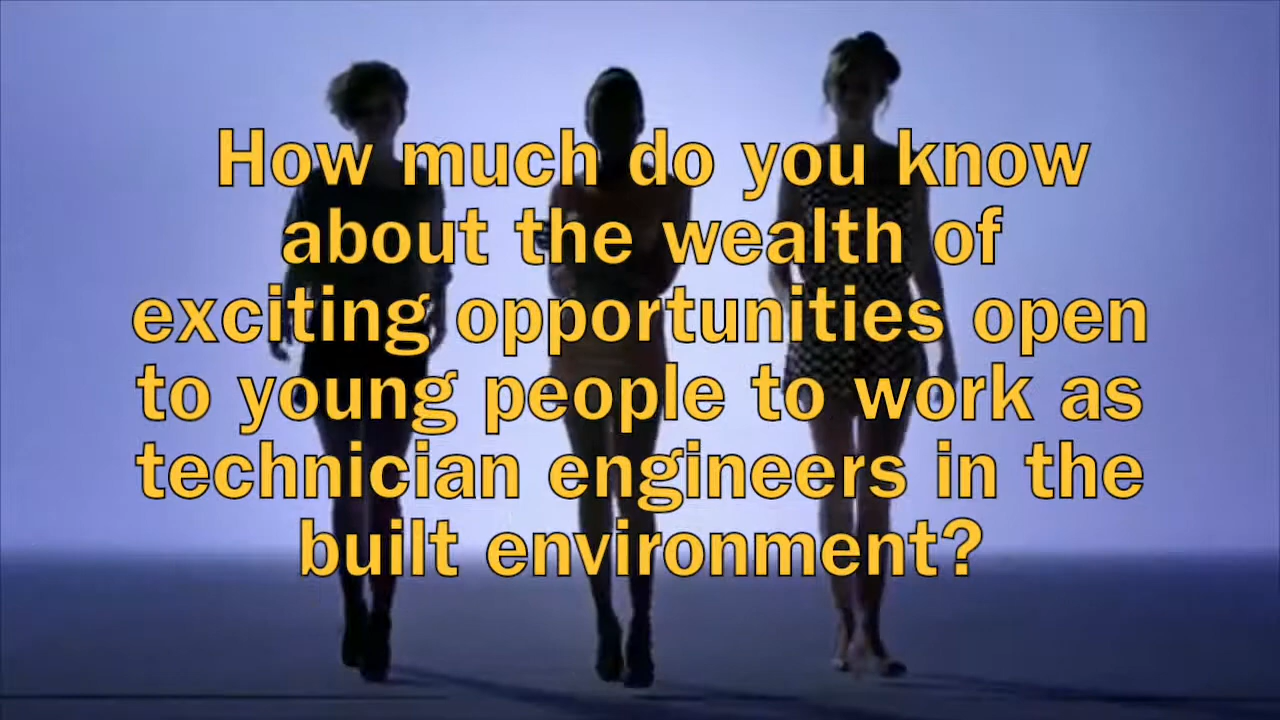 How much do you know
about the wealth of
exciting opportunities open
to young people to work as
technician engineers in the
built environment?